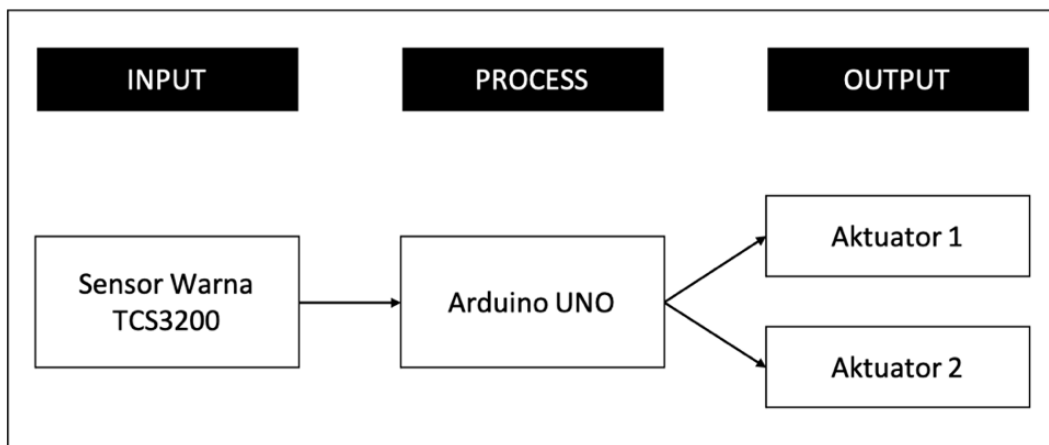 INPUT
PROCESS
OUTPUT
Sensor Warna
TCS3200
Arduino UNO
Aktuator 1
Aktuator 2